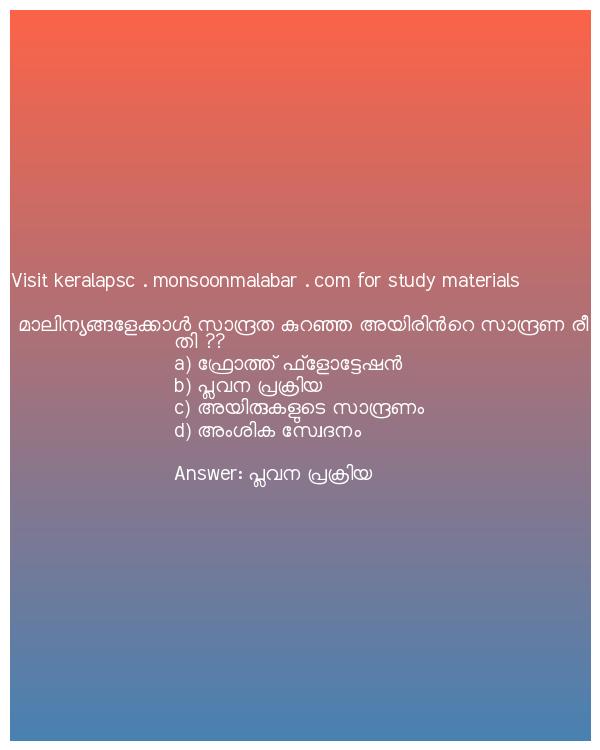 Visit keralapsc . monsoonmalabar . com for study materials
മാലിന്യങ്ങളേക്കാൾ സാന്ദ്രത കുറഞ്ഞ അയിരിൻറെ സാന്ദ്രണ രീ
തി ??
a) ഫ്രോത്ത് ഫ്ളോട്ടേഷൻ
b) പ്ലവന പ്രക്രിയ
c) അയിരുകളുടെ സാന്ദ്രണം
d) അംശിക സ്വേദനം
Answer: പ്ലവന പ്രക്രിയ